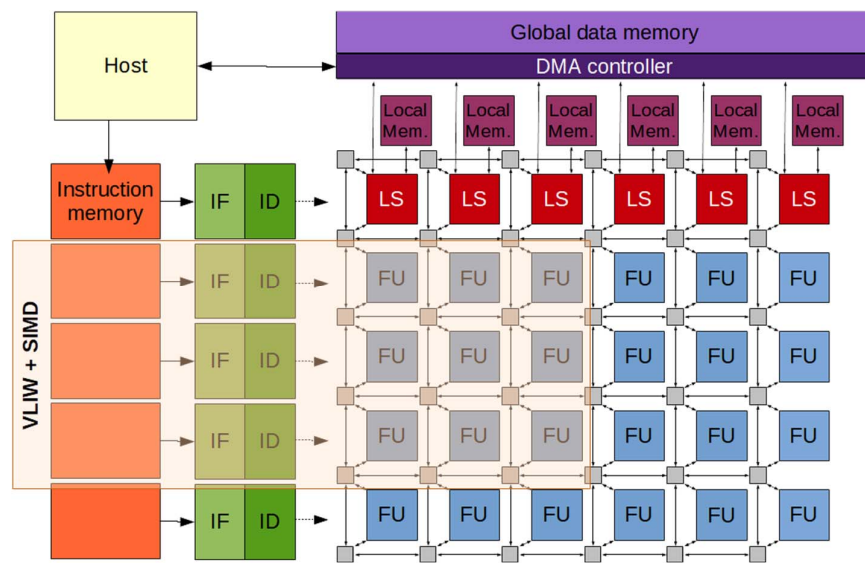 Global data memory
Host
DMA controller
Local Mem.
Local Mem.
Local Mem.
Local Mem.
Local Mem.
Local Mem.
Instruction memory
IF ID
LS LS LS LS LS LS
VLIW + SIMD
IF ID
FU FU FU FU FU FU
IF ID
FU FU FU FU FU FU
IF ID
FU FU FU FU FU FU
IF ID
FU FU FU FU FU FU